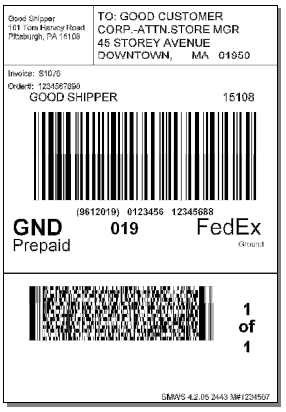 Good Shipper
101 Tom Harvey Road
Pittsburgh, PA 15108
TO: GOOD CUSTOMER
CORP.-ATTN.STORE MGR
45 STOREY AVENUE
DOWNTOWN, MA 01950
Invoice: S1076
Order#: 1234567890
GOOD SHIPPER 15108
(9612019) 0123456 12345688
GND 019 FedEx
Prepaid Ground
1
of
1
SMWS 4.2.05 2443 M#1234567